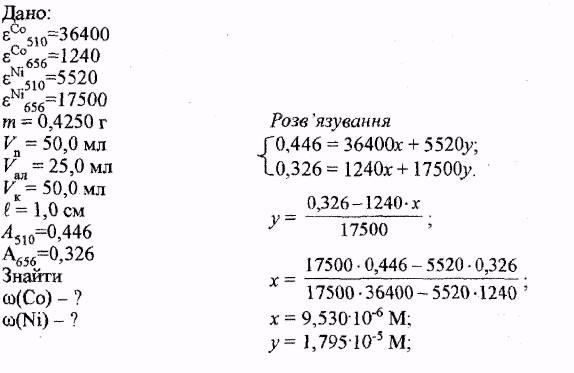 Дано:
ε^Co_510=36400
ε^Co_656=1240
ε^Ni_510=5520
ε^Ni_656=17500
m = 0,4250 г
V_п = 50,0 мл
V_ал = 25,0 мл
V_к = 50,0 мл
ℓ = 1,0 см
A_510=0,446
A_656=0,326
Знайти
ω(Co) – ?
ω(Ni) – ?
Розв'язування
{0,446 = 36400x + 5520y;
0,326 = 1240x + 17500y.
y = (0,326 – 1240·x) / 17500 ;
x = (17500·0,446 – 5520·0,326) / (17500·36400 – 5520·1240) ;
x = 9,530·10^-6 М;
y = 1,795·10^-5 М;